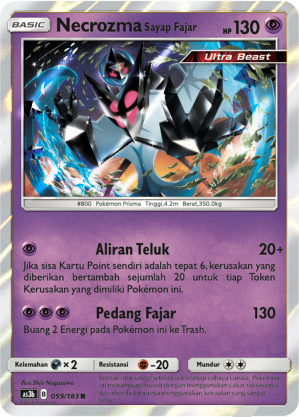 BASIC Necrozma Sayap Fajar HP 130
Ultra Beast
#800 Pokémon Prisma Tinggi,4.2m Berat,350.0kg
Aliran Teluk 20+
Jika sisa Kartu Point sendiri adalah tepat 6, kerusakan yang
diberikan bertambah sejumlah 20 untuk tiap Token
Kerusakan yang dimiliki Pokémon ini.
Pedang Fajar 130
Buang 2 Energi pada Pokémon ini ke Trash.
Kelemahan ×2 Resistansi -20 Mundur
Illus.Shin Nagasawa
as3b B 059/183 R